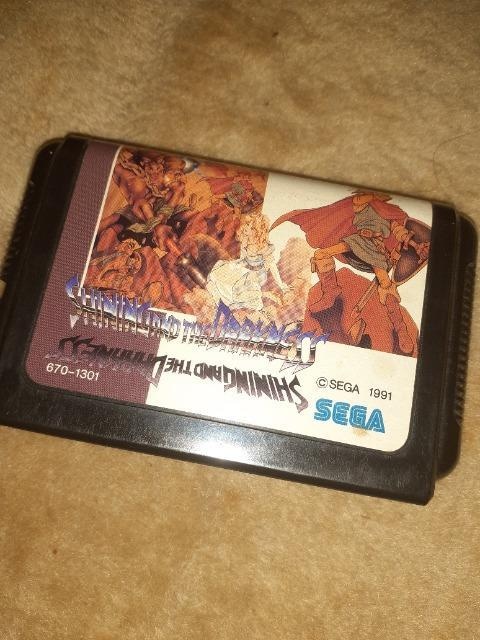 SHINING AND THE DARKNESS
SHINING AND THE DARKNESS
670-1301
© SEGA 1991
SEGA